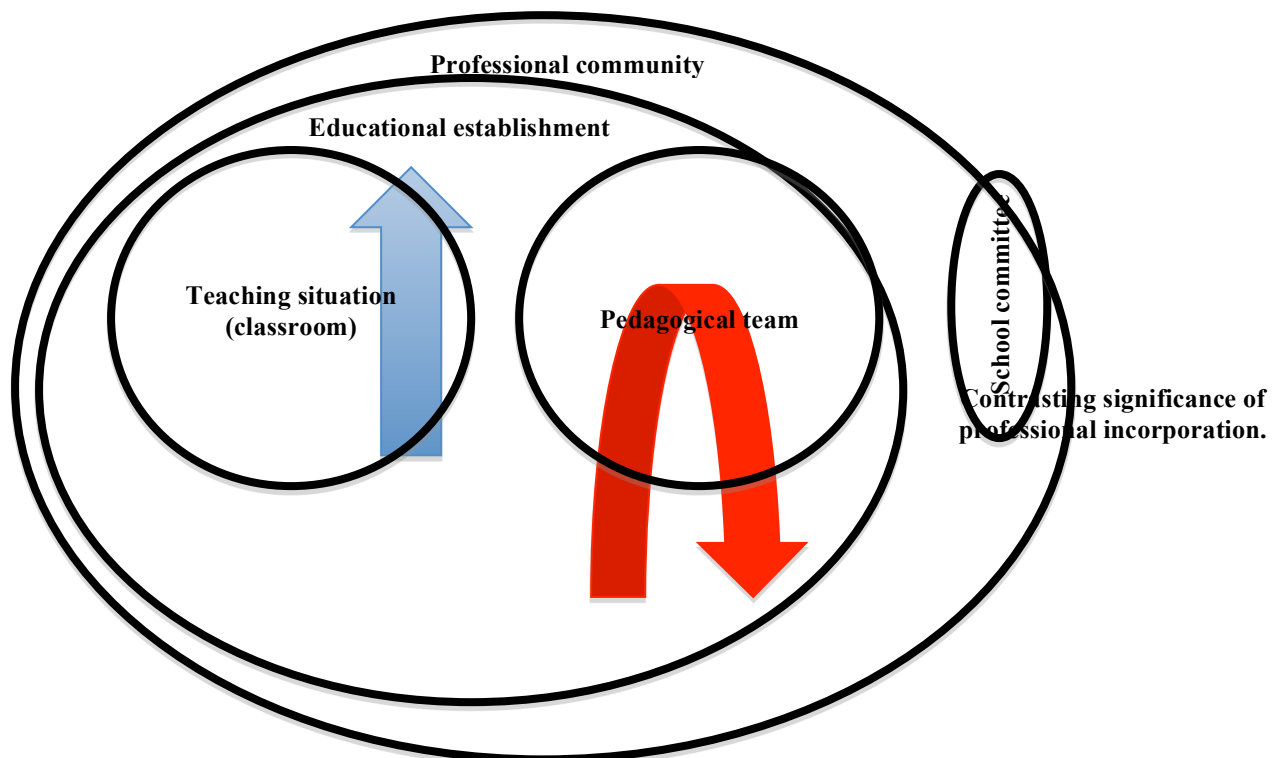 Professional community
Educational establishment
Teaching situation
(classroom)
Pedagogical team
School committee
Contrasting significance of
professional incorporation.